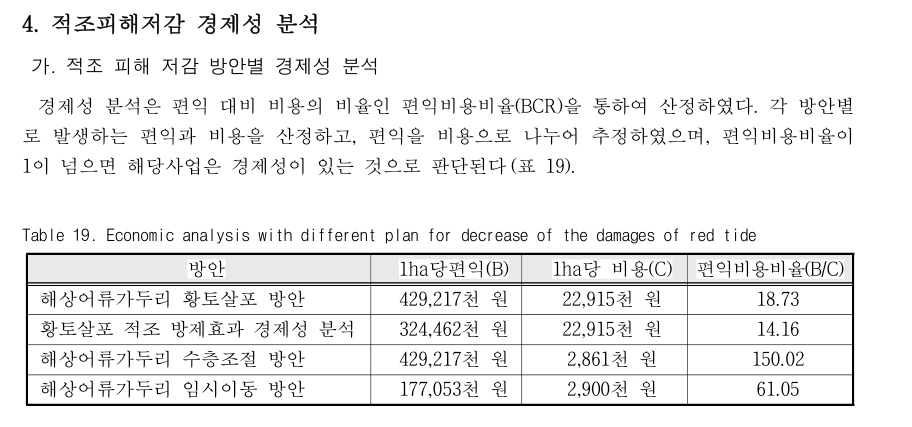 4. 적조피해저감 경제성 분석
가. 적조 피해 저감 방안별 경제성 분석
경제성 분석은 편익 대비 비용의 비율인 편익비용비율(BCR)을 통하여 산정하였다. 각 방안별
로 발생하는 편익과 비용을 산정하고, 편익을 비용으로 나누어 추정하였으며, 편익비용비율이
1이 넘으면 해당사업은 경제성이 있는 것으로 판단된다(표 19).
Table 19. Economic analysis with different plan for decrease of the damages of red tide
방안 1ha당편익(B) 1ha당 비용(C) 편익비용비율(B/C)
해상어류가두리 황토살포 방안 429,217천 원 22,915천 원 18.73
황토살포 적조 방제효과 경제성 분석 324,462천 원 22,915천 원 14.16
해상어류가두리 수층조절 방안 429,217천 원 2,861천 원 150.02
해상어류가두리 임시이동 방안 177,053천 원 2,900천 원 61.05